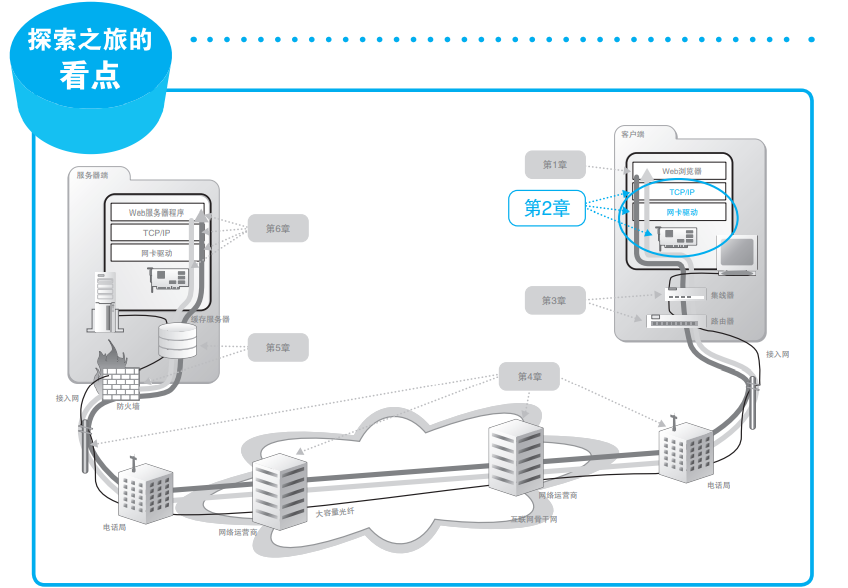 探索之旅的
看点
客户端
第1章
Web浏览器
TCP/IP
网卡驱动
第2章
服务器端
Web服务器程序
TCP/IP
网卡驱动
第6章
第3章
集线器
路由器
缓存服务器
第5章
接入网
第4章
接入网
防火墙
电话局
网络运营商
大容量光纤
网络运营商
互联网骨干网
电话局